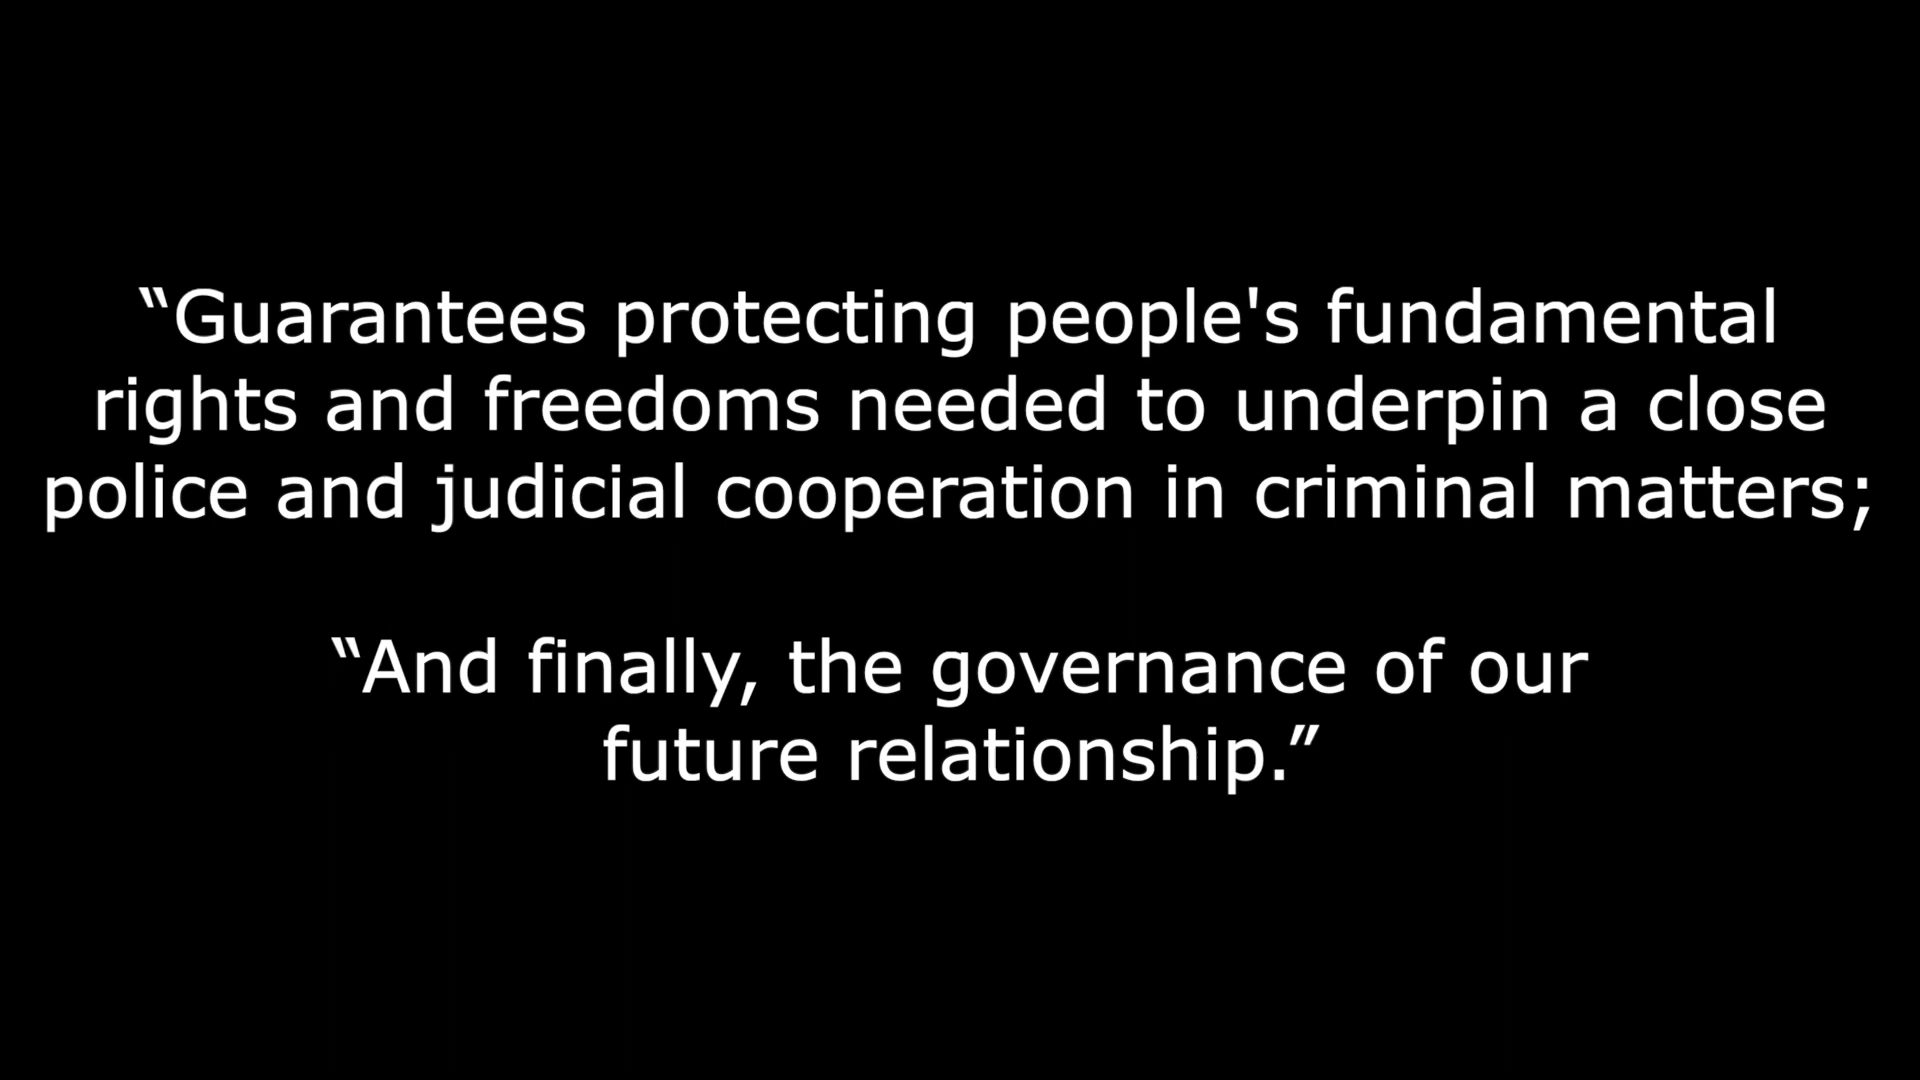 “Guarantees protecting people's fundamental
rights and freedoms needed to underpin a close
police and judicial cooperation in criminal matters;
“And finally, the governance of our
future relationship.”